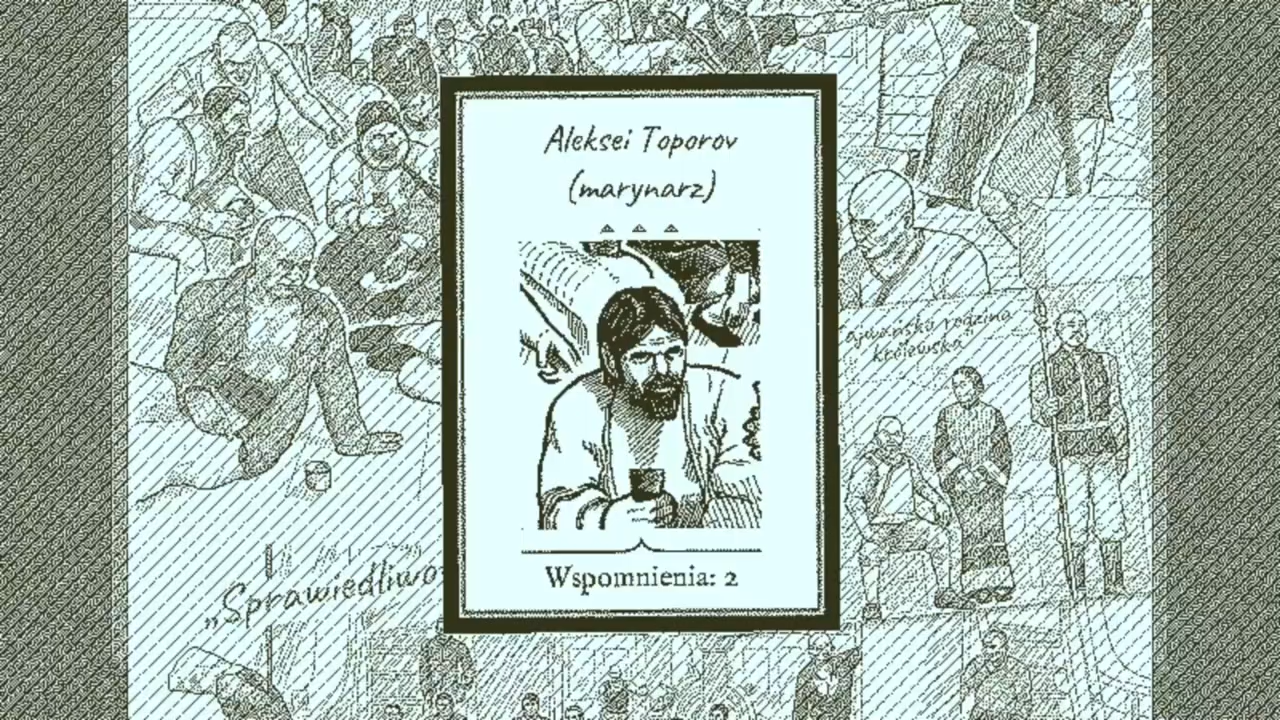 Aleksei Toporov
(marynarz)
rodzina
królewska
„Sprawiedliwo
Wspomnienia: 2